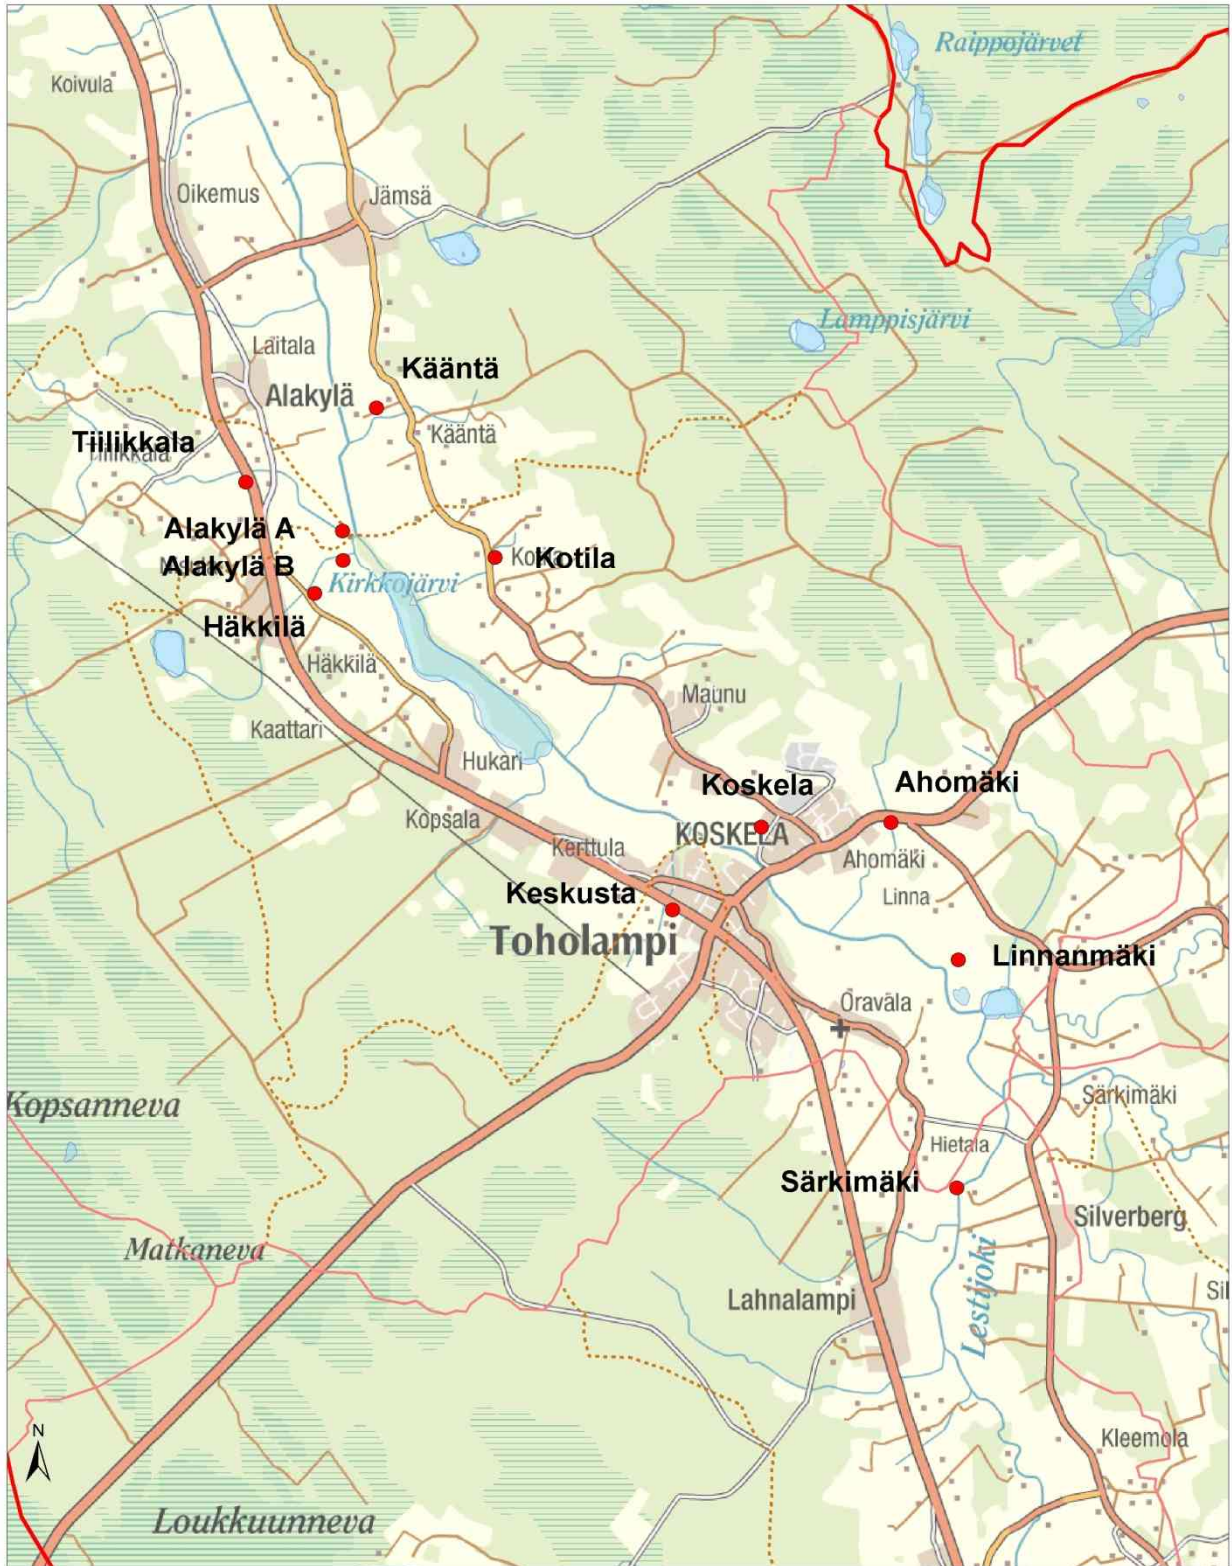 Raippojärvet
Koivula
Oikemus
Jämsä
Lamppisjärvi
Laitala
Kääntä
Alakylä
Kääntä
Tiilikkala
Tiilikkala
Alakylä A
Kotila
Alakylä B
Kirkkojärvi
Häkkilä
Häkkilä
Maunu
Kaattari
Hukari
Koskela
Ahomäki
Kopsala
KOSKELA
Kerttula
Ahomäki
Keskusta
Linna
Toholampi
Linnanmäki
Oravala
Kopsanneva
Särkimäki
Hietala
Särkimäki
Silverberg
Matkaneva
Lestijoki
Lahnalampi
Sil
N
Kleemola
Loukkuunneva